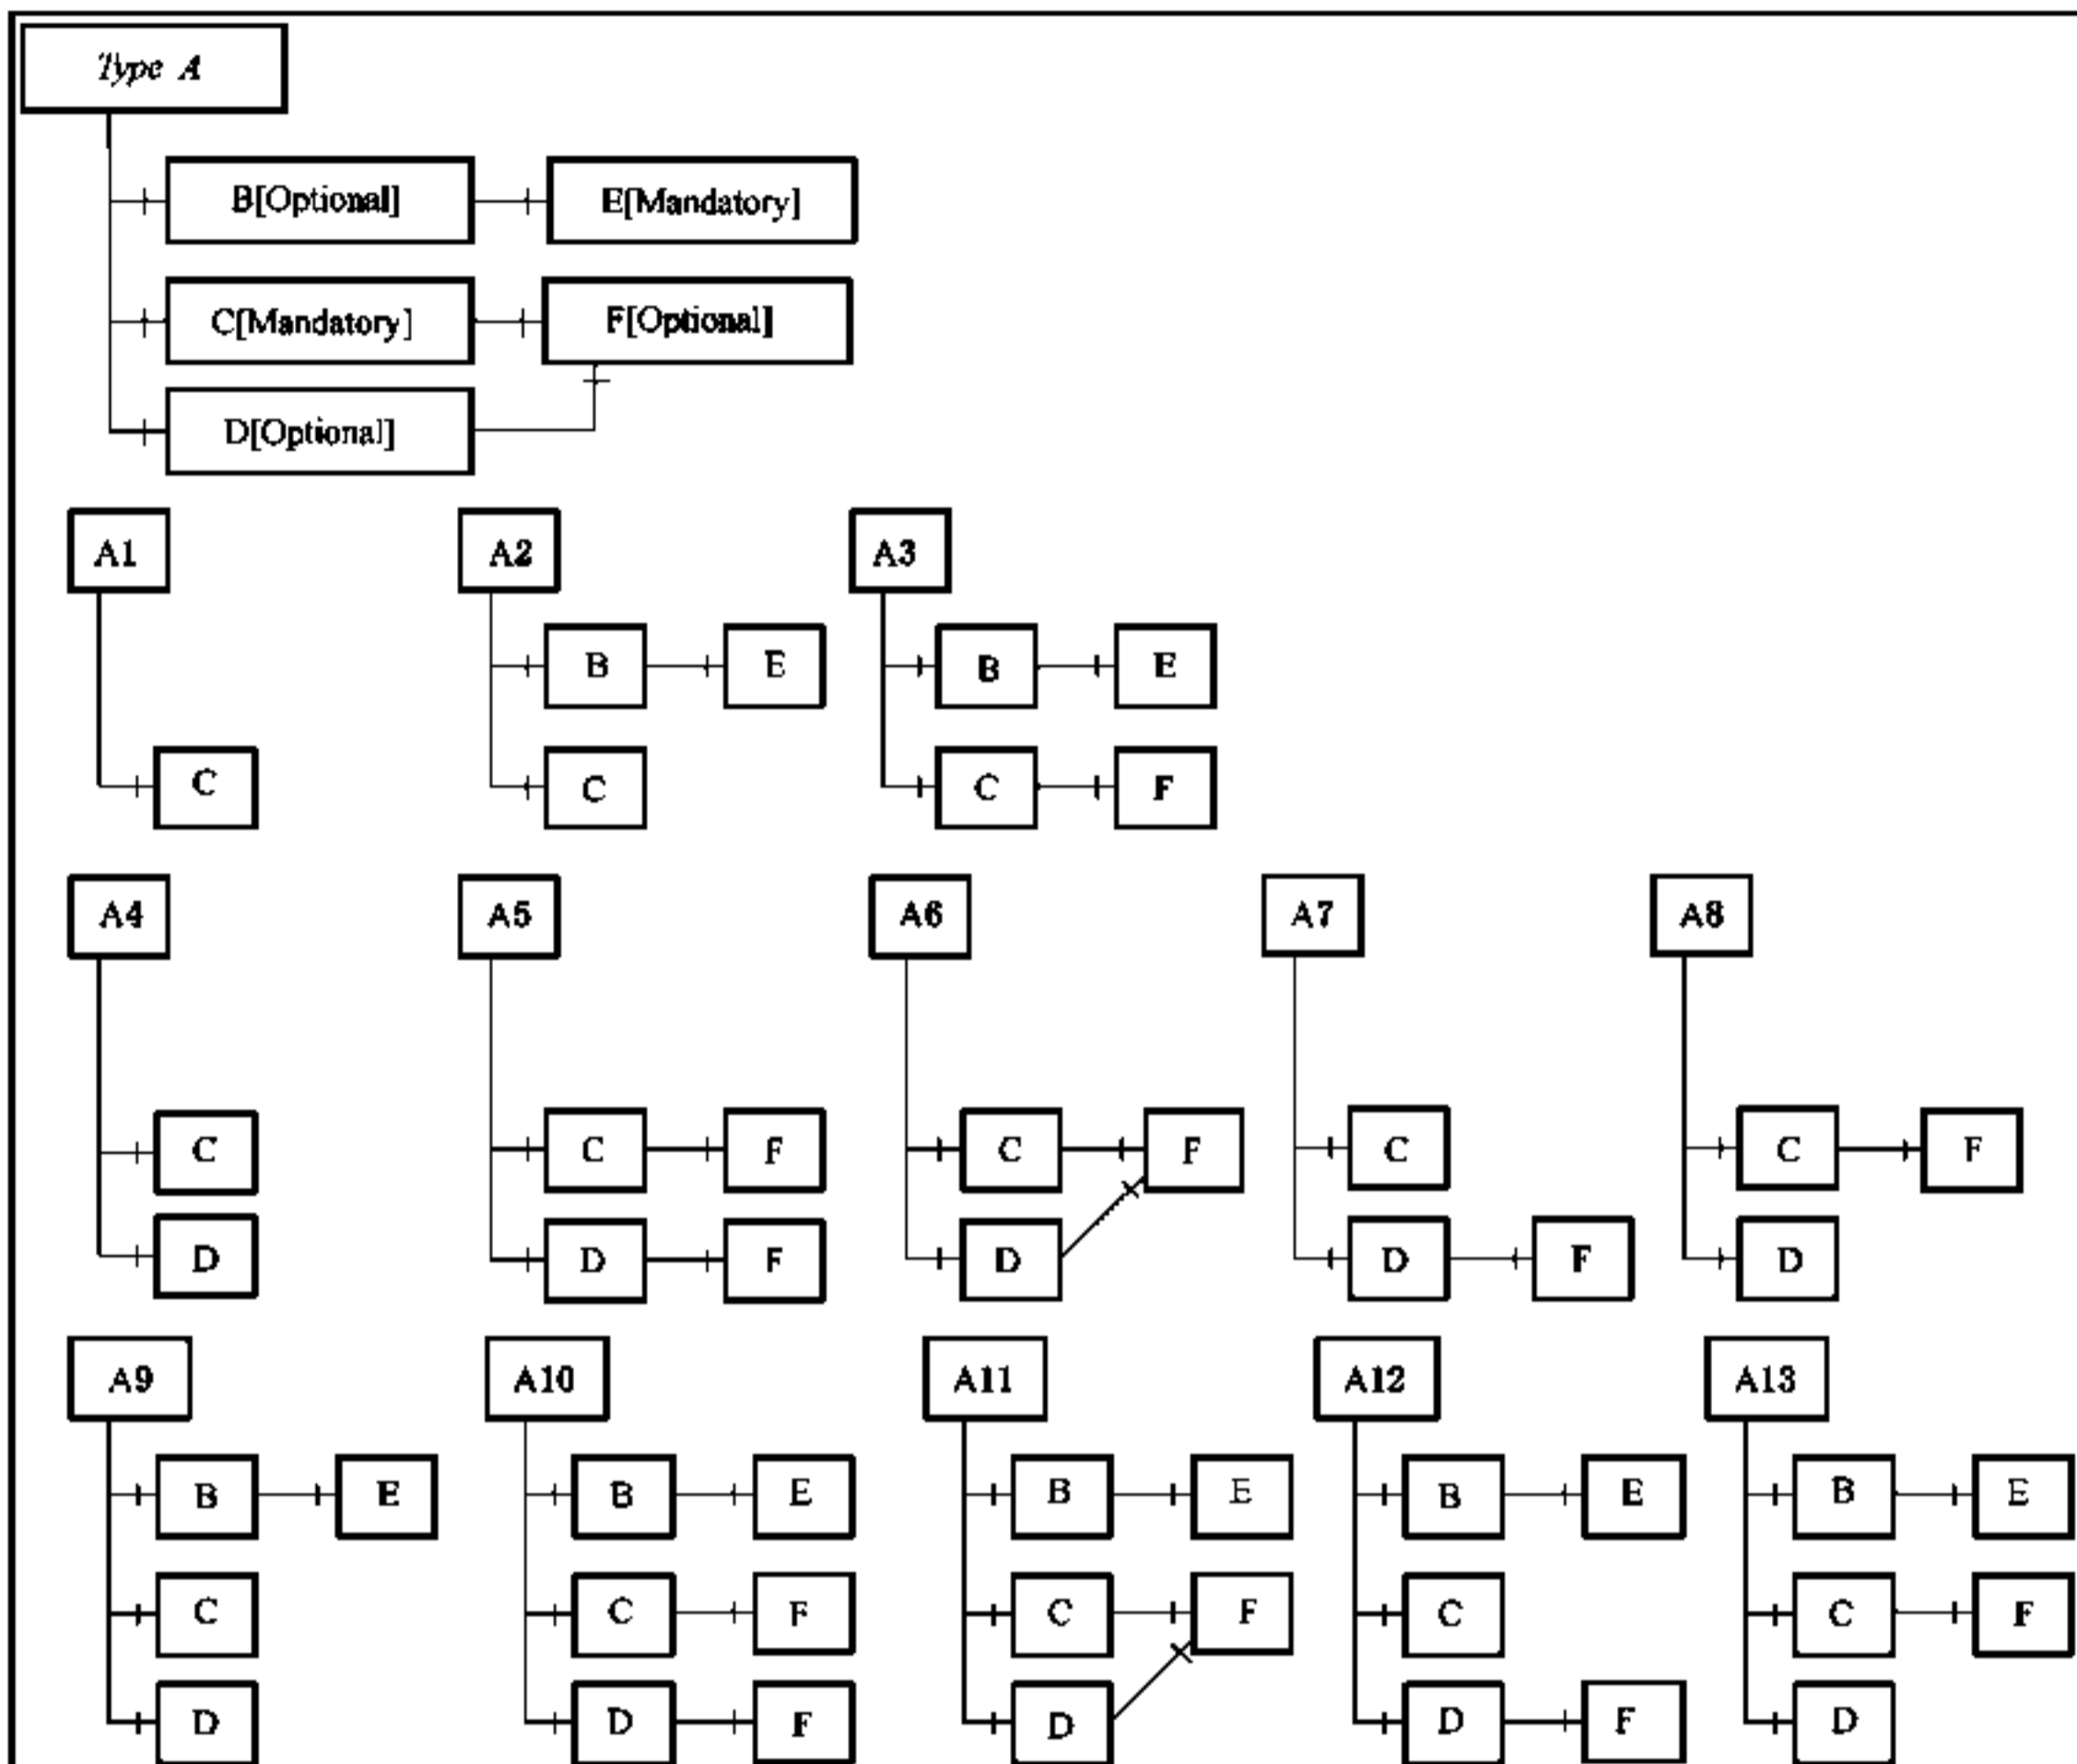 Type A
B[Optional] E[Mandatory]
C[Mandatory] F[Optional]
D[Optional]
A1 A2 A3
B E B E
C C C F
A4 A5 A6 A7 A8
C C F C F C C F
D D F D D F D
A9 A10 A11 A12 A13
B E B E B E B E B E
C C F C F C C F
D D F D D F D